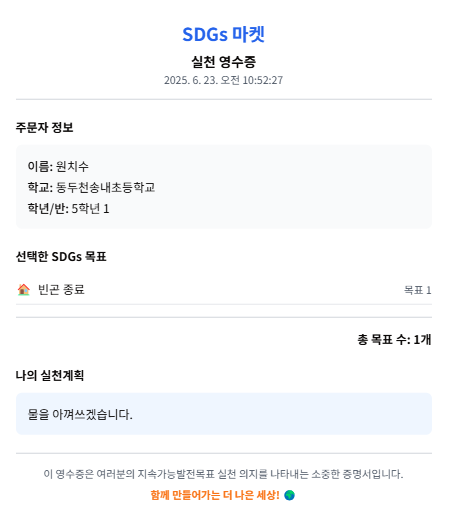 SDGs 마켓
실천 영수증
2025. 6. 23. 오전 10:52:27
주문자 정보
이름: 원치수
학교: 동두천송내초등학교
학년/반: 5학년 1
선택한 SDGs 목표
빈곤 종료 목표 1
총 목표 수: 1개
나의 실천계획
물을 아껴쓰겠습니다.
이 영수증은 여러분의 지속가능발전목표 실천 의지를 나타내는 소중한 증명서입니다.
함께 만들어가는 더 나은 세상!